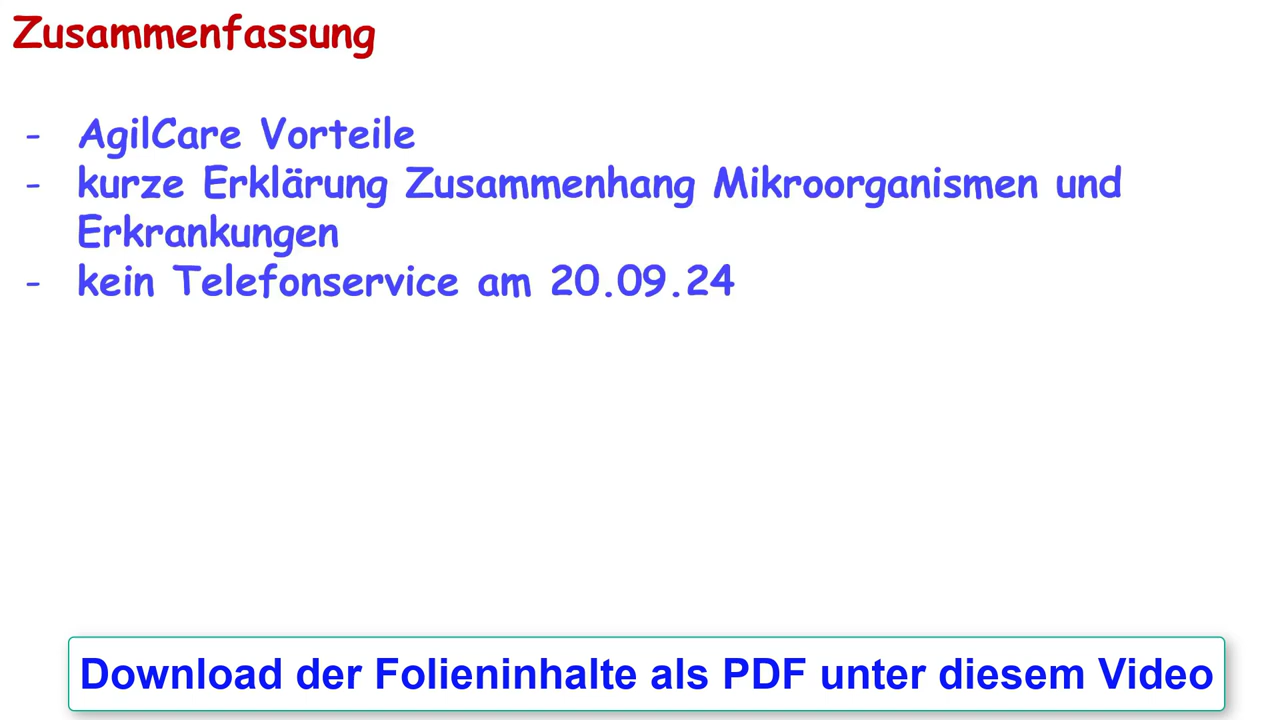 Zusammenfassung
- AgilCare Vorteile
- kurze Erklärung Zusammenhang Mikroorganismen und
Erkrankungen
- kein Telefonservice am 20.09.24
Download der Folieninhalte als PDF unter diesem Video